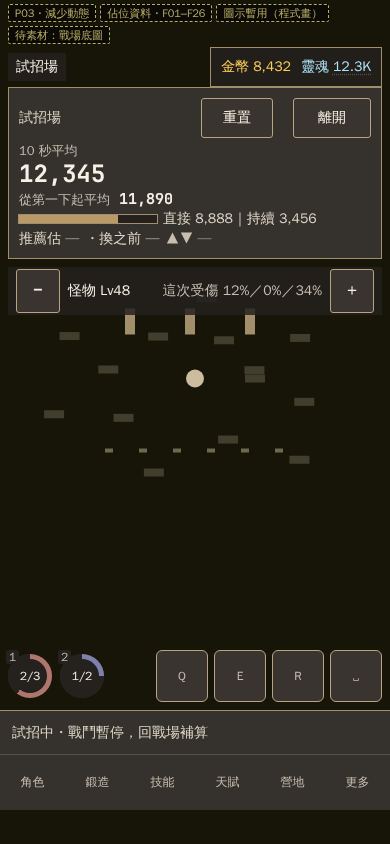 P03・減少動態 佔位資料・F01–F26 圖示暫用（程式畫）
待素材：戰場底圖
試招場 金幣 8,432 靈魂 12.3K
試招場 重置 離開
10 秒平均
12,345
從第一下起平均 11,890
直接 8,888｜持續 3,456
推薦估 — ・換之前 — ▲▼ —
− 怪物 Lv48 這次受傷 12%／0%／34% ＋
1 2/3 2 1/2 Q E R ␣
試招中・戰鬥暫停，回戰場補算
角色 鍛造 技能 天賦 營地 更多